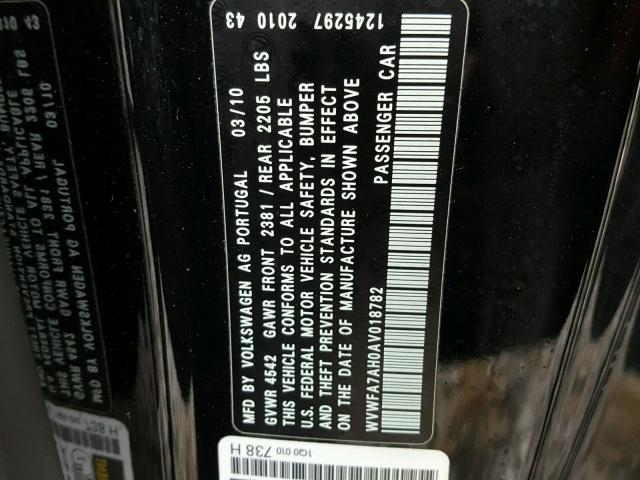 1245297 2010 43
MFD BY VOLKSWAGEN AG PORTUGAL 03/10
GVWR 4542 GAWR FRONT 2381 / REAR 2205 LBS
THIS VEHICLE CONFORMS TO ALL APPLICABLE
U.S. FEDERAL MOTOR VEHICLE SAFETY, BUMPER
AND THEFT PREVENTION STANDARDS IN EFFECT
ON THE DATE OF MANUFACTURE SHOWN ABOVE
WVWFA7AH0AV018782 PASSENGER CAR
1Q0 010 738 H